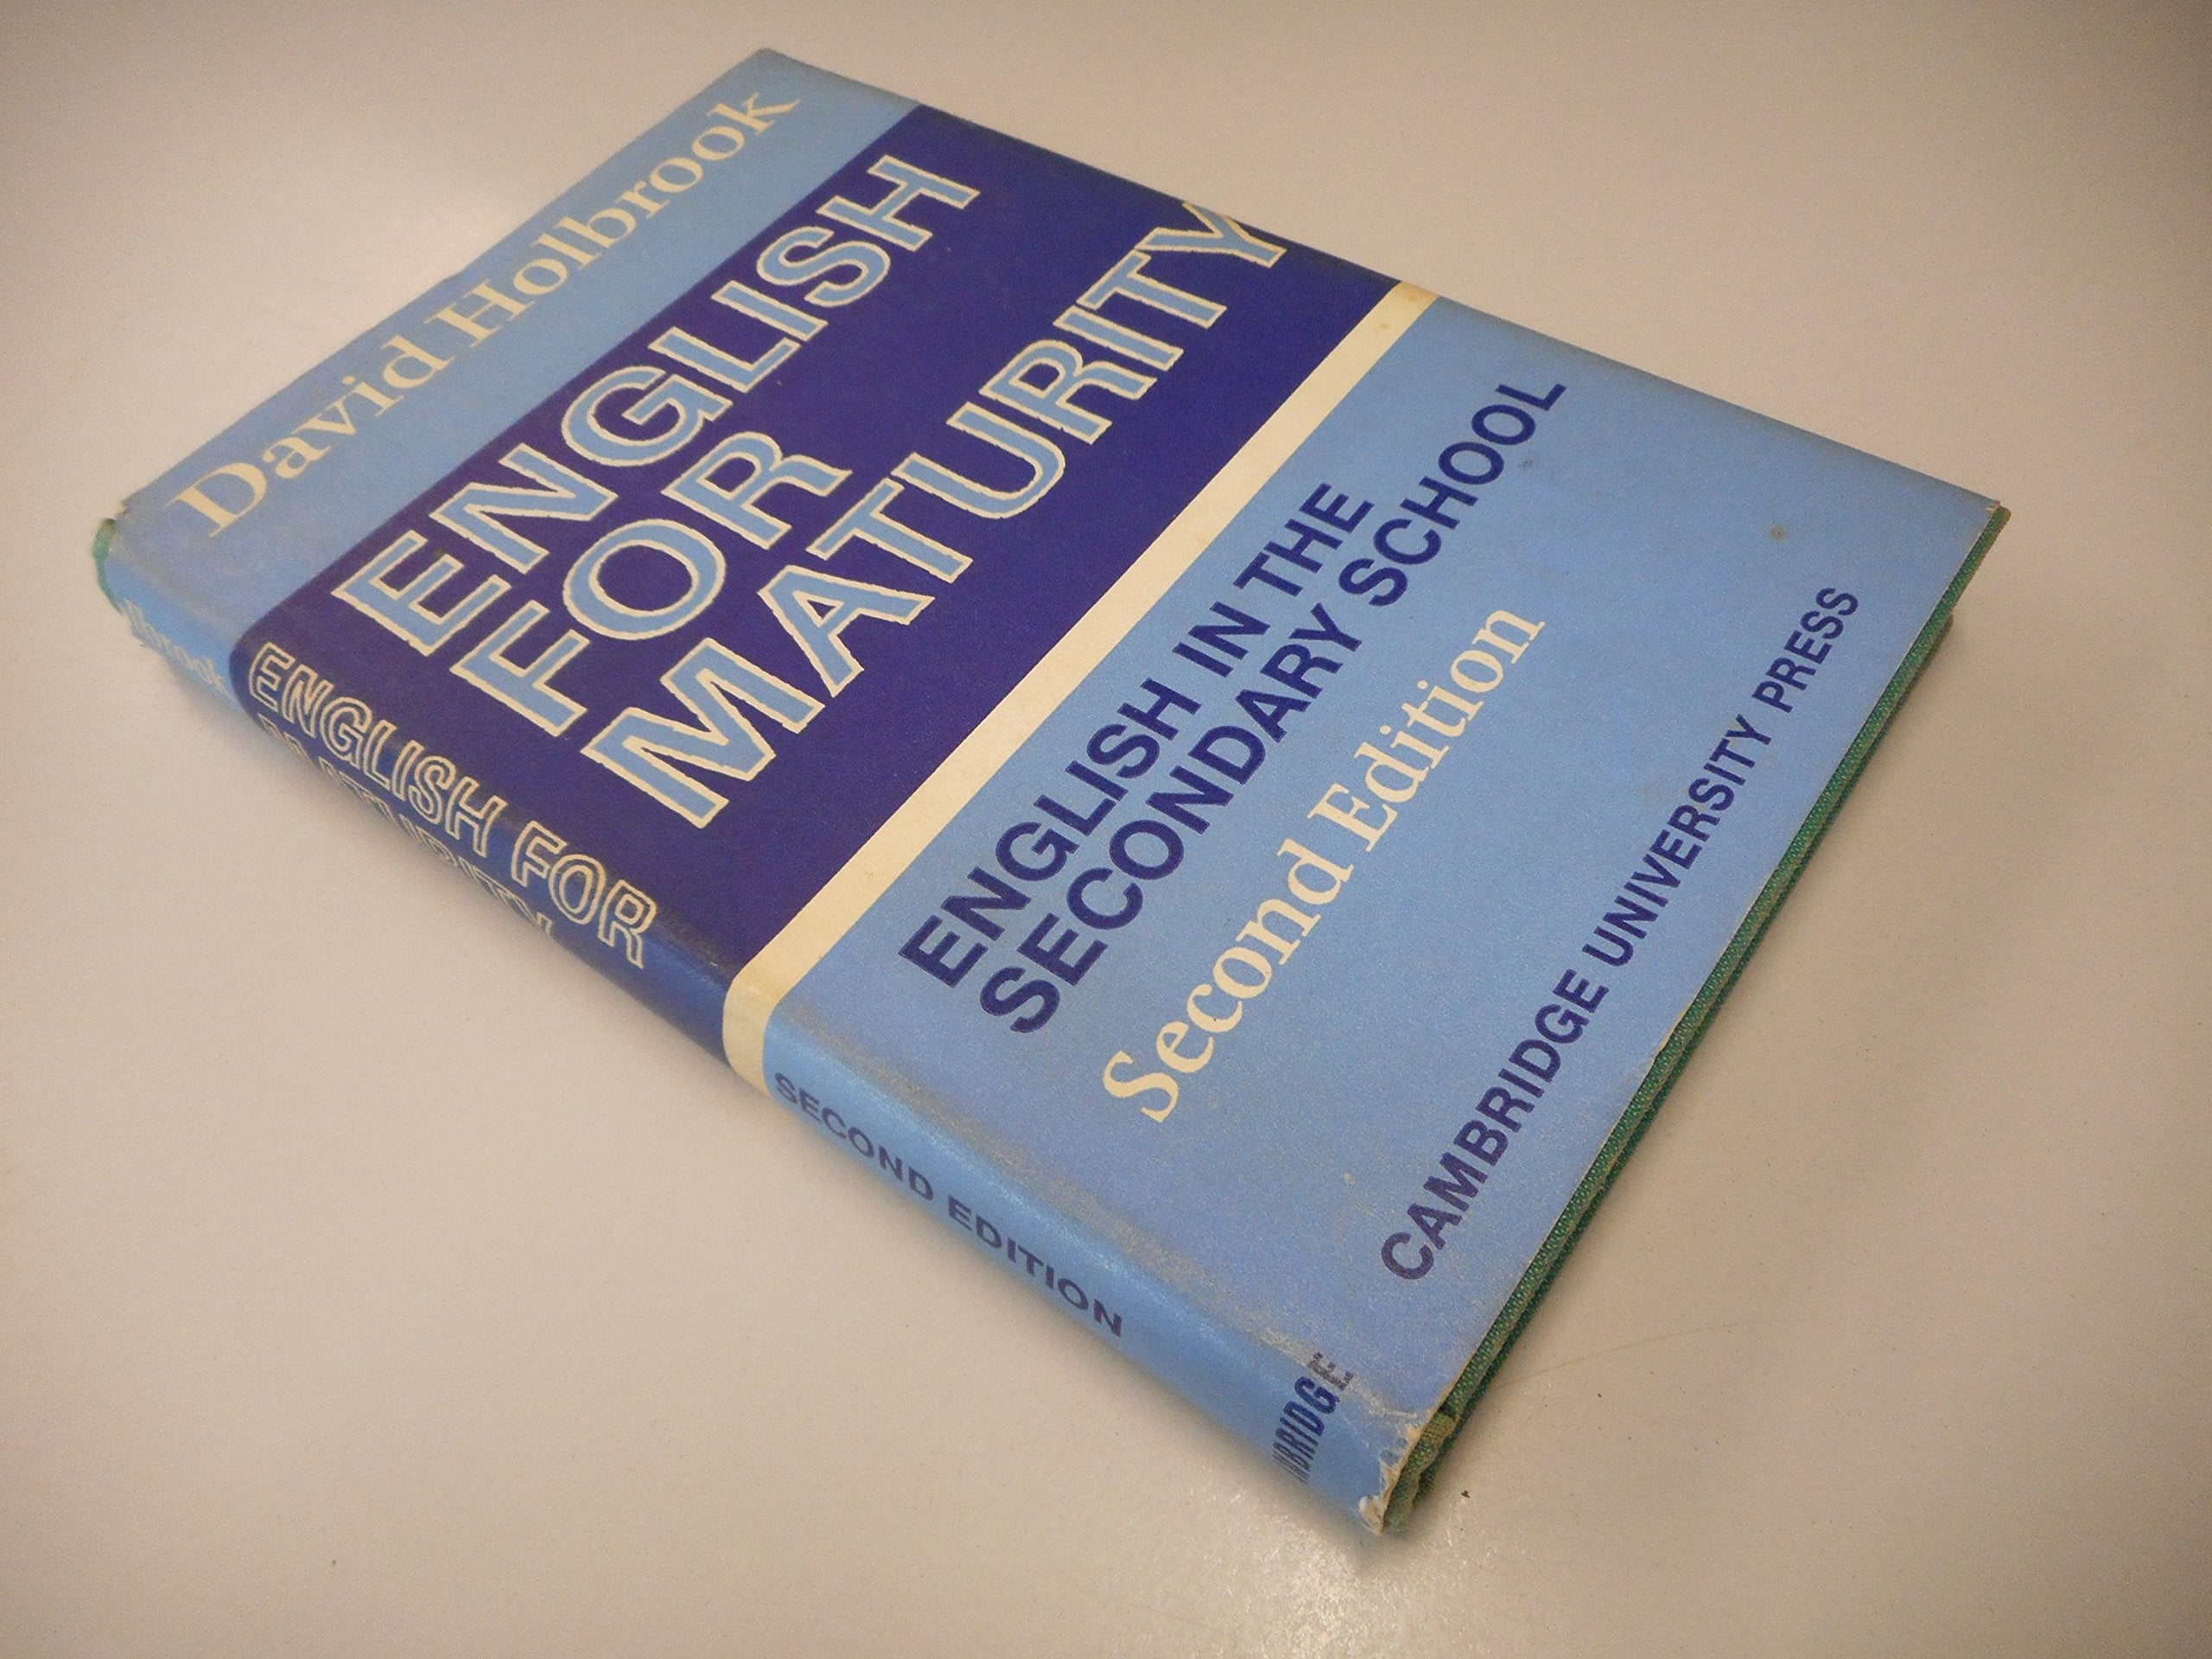 David Holbrook
ENGLISH
FOR
MATURITY
ENGLISH IN THE
SECONDARY SCHOOL
Second Edition
CAMBRIDGE UNIVERSITY PRESS
ENGLISH FOR
MATURITY
SECOND EDITION